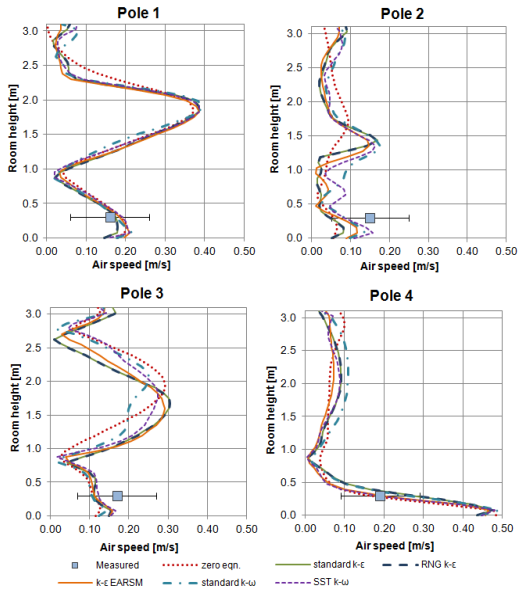 Pole 1
Room height [m]
3.0
2.5
2.0
1.5
1.0
0.5
0.0
0.00 0.10 0.20 0.30 0.40 0.50
Air speed [m/s]
Pole 2
Room height [m]
3.0
2.5
2.0
1.5
1.0
0.5
0.0
0.00 0.10 0.20 0.30 0.40 0.50
Air speed [m/s]
Pole 3
Room height [m]
3.0
2.5
2.0
1.5
1.0
0.5
0.0
0.00 0.10 0.20 0.30 0.40 0.50
Air speed [m/s]
Pole 4
Room height [m]
3.0
2.5
2.0
1.5
1.0
0.5
0.0
0.00 0.10 0.20 0.30 0.40 0.50
Air speed [m/s]
Measured zero eqn. standard k-ε RNG k-ε
k-ε EARSM standard k-ω SST k-ω